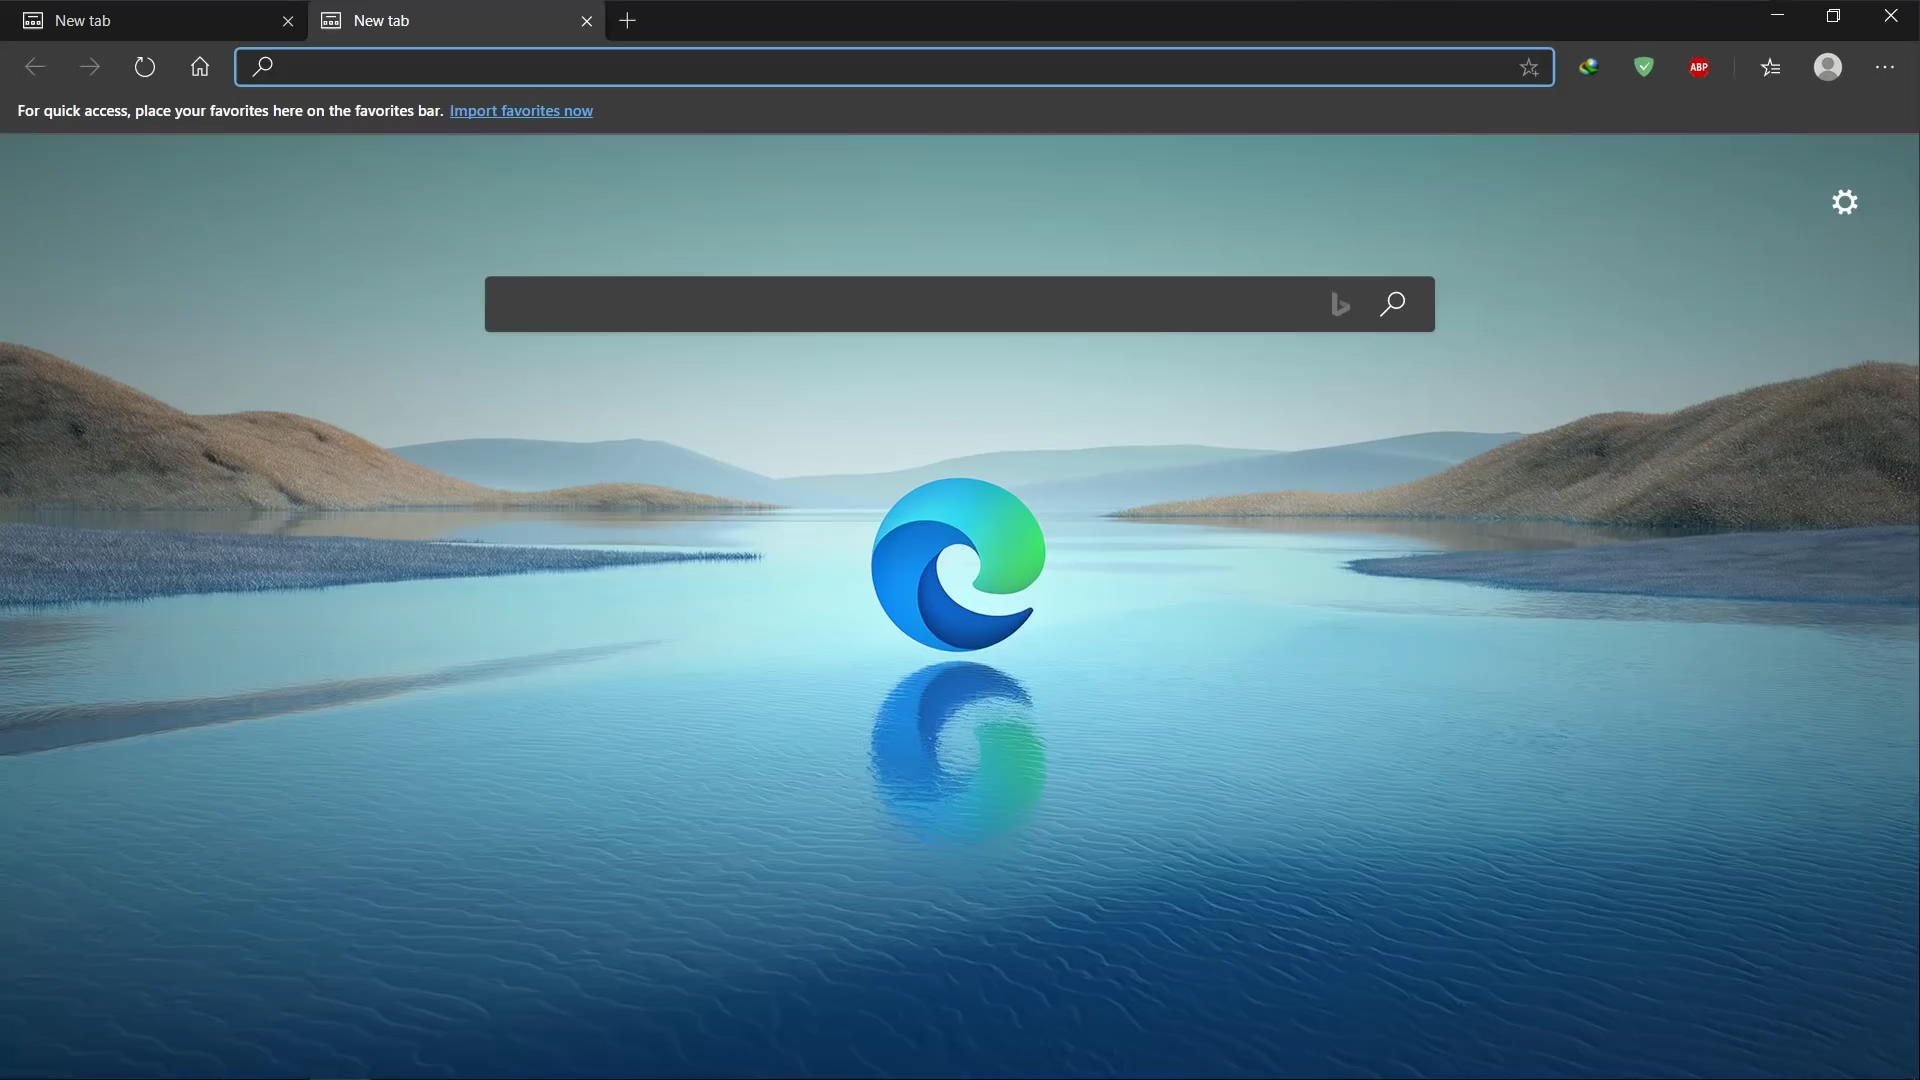 New tab
New tab
ABP
For quick access, place your favorites here on the favorites bar. Import favorites now